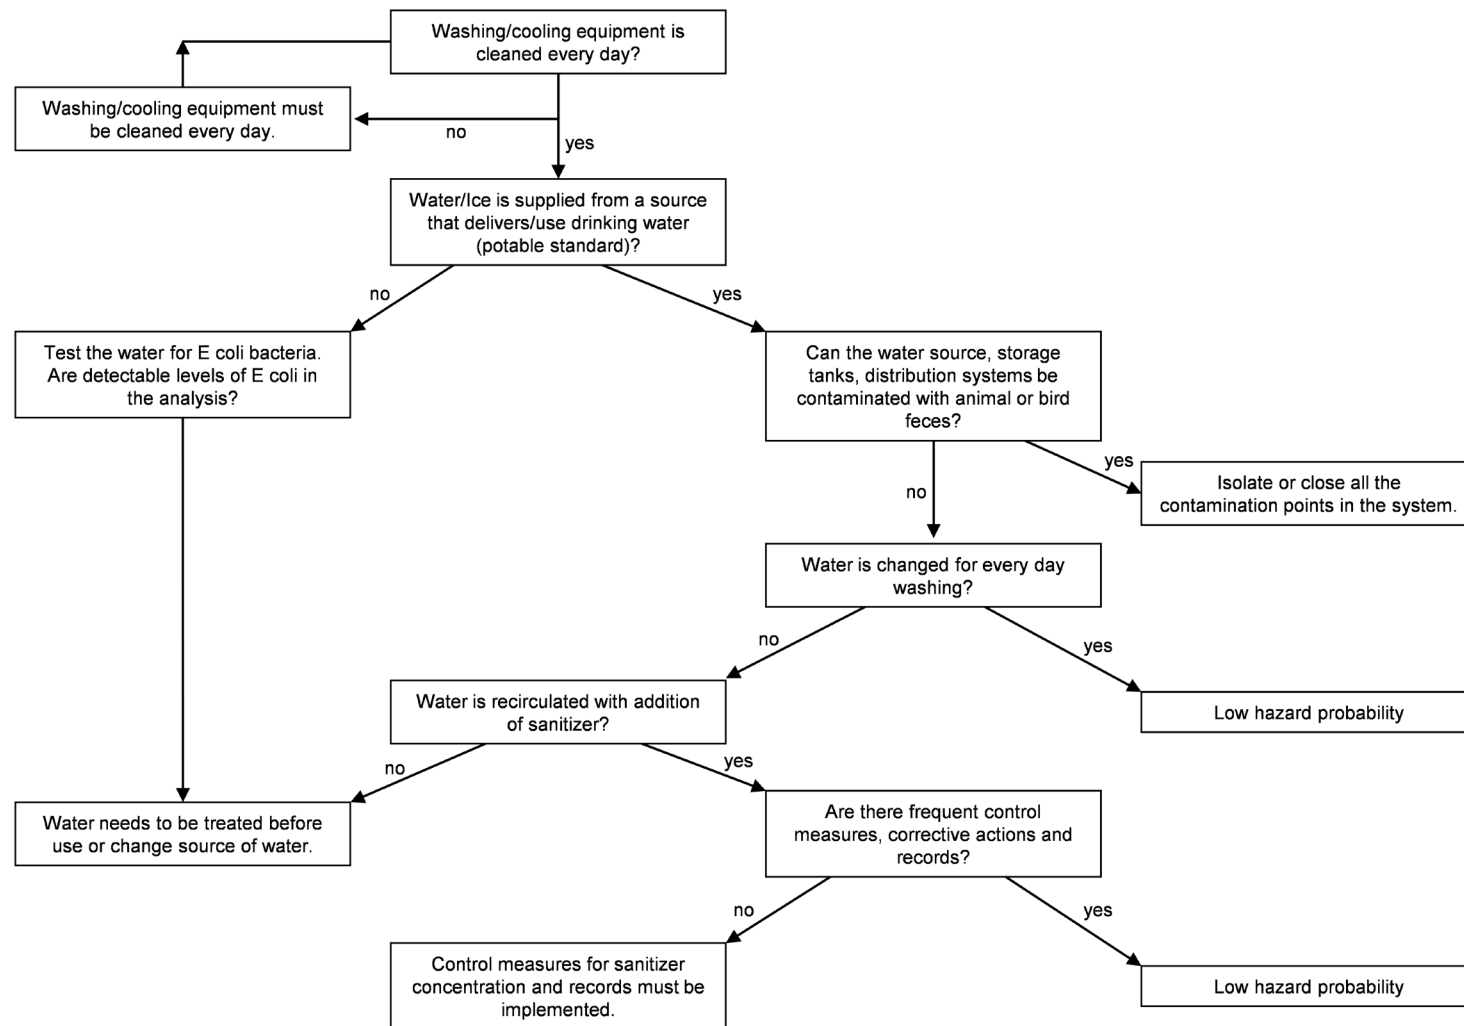 Washing/cooling equipment is
cleaned every day?
Washing/cooling equipment must
be cleaned every day.
no
yes
Water/Ice is supplied from a source
that delivers/use drinking water
(potable standard)?
no
yes
Test the water for E coli bacteria.
Are detectable levels of E coli in
the analysis?
Can the water source, storage
tanks, distribution systems be
contaminated with animal or bird
feces?
yes
no
Isolate or close all the
contamination points in the system.
Water is changed for every day
washing?
no
yes
Water is recirculated with addition
of sanitizer?
Low hazard probability
no
yes
Water needs to be treated before
use or change source of water.
Are there frequent control
measures, corrective actions and
records?
no
yes
Control measures for sanitizer
concentration and records must be
implemented.
Low hazard probability